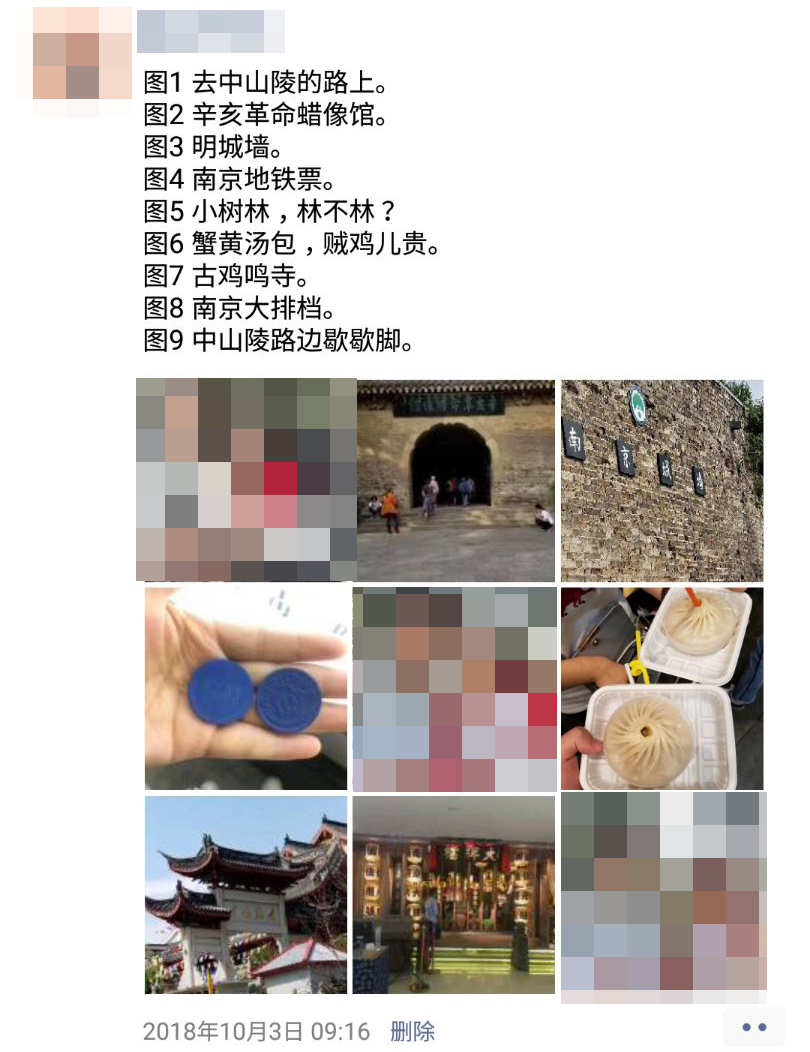 图1 去中山陵的路上。
图2 辛亥革命蜡像馆。
图3 明城墙。
图4 南京地铁票。
图5 小树林，林不林？
图6 蟹黄汤包，贼鸡儿贵。
图7 古鸡鸣寺。
图8 南京大排档。
图9 中山陵路边歇歇脚。
南京城墙
大排档
2018年10月3日 09:16 删除